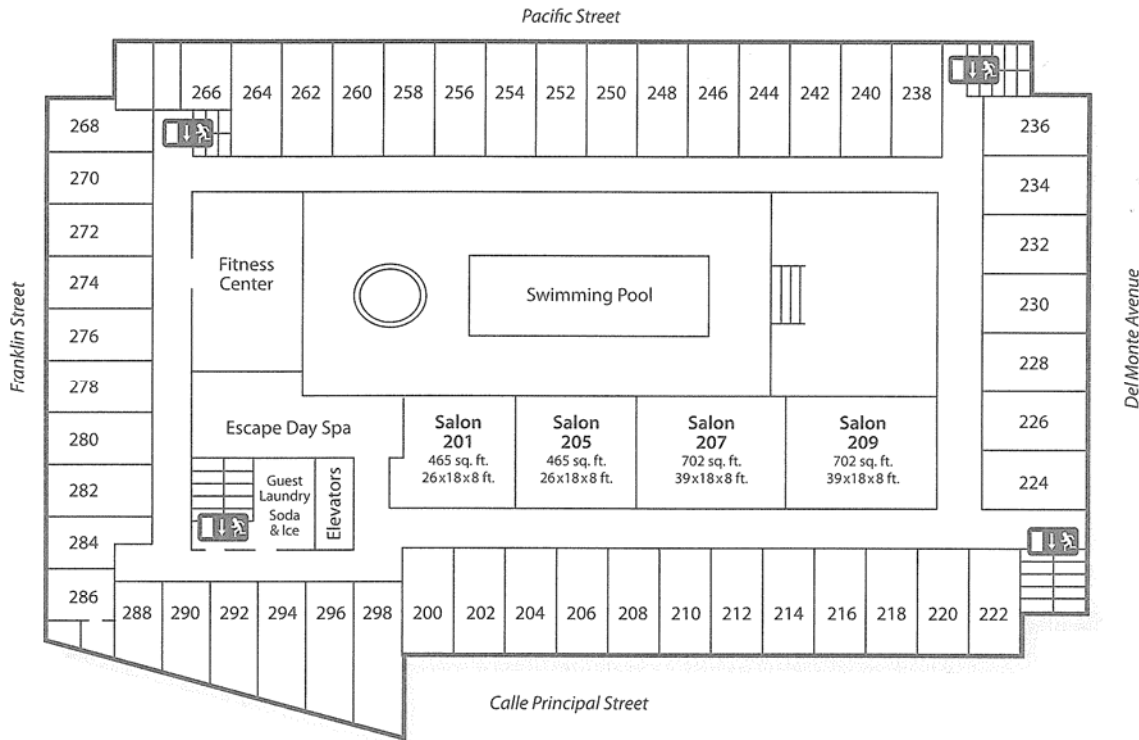 Pacific Street
266 264 262 260 258 256 254 252 250 248 246 244 242 240 238
268
270
272
274
276
278
280
282
284
286
Franklin Street
Fitness
Center
Swimming Pool
236
234
232
230
228
226
224
Del Monte Avenue
Escape Day Spa
Salon
201
465 sq. ft.
26x18x8 ft.
Salon
205
465 sq. ft.
26x18x8 ft.
Salon
207
702 sq. ft.
39x18x8 ft.
Salon
209
702 sq. ft.
39x18x8 ft.
Guest
Laundry
Soda
& Ice
Elevators
288 290 292 294 296 298 200 202 204 206 208 210 212 214 216 218 220 222
Calle Principal Street